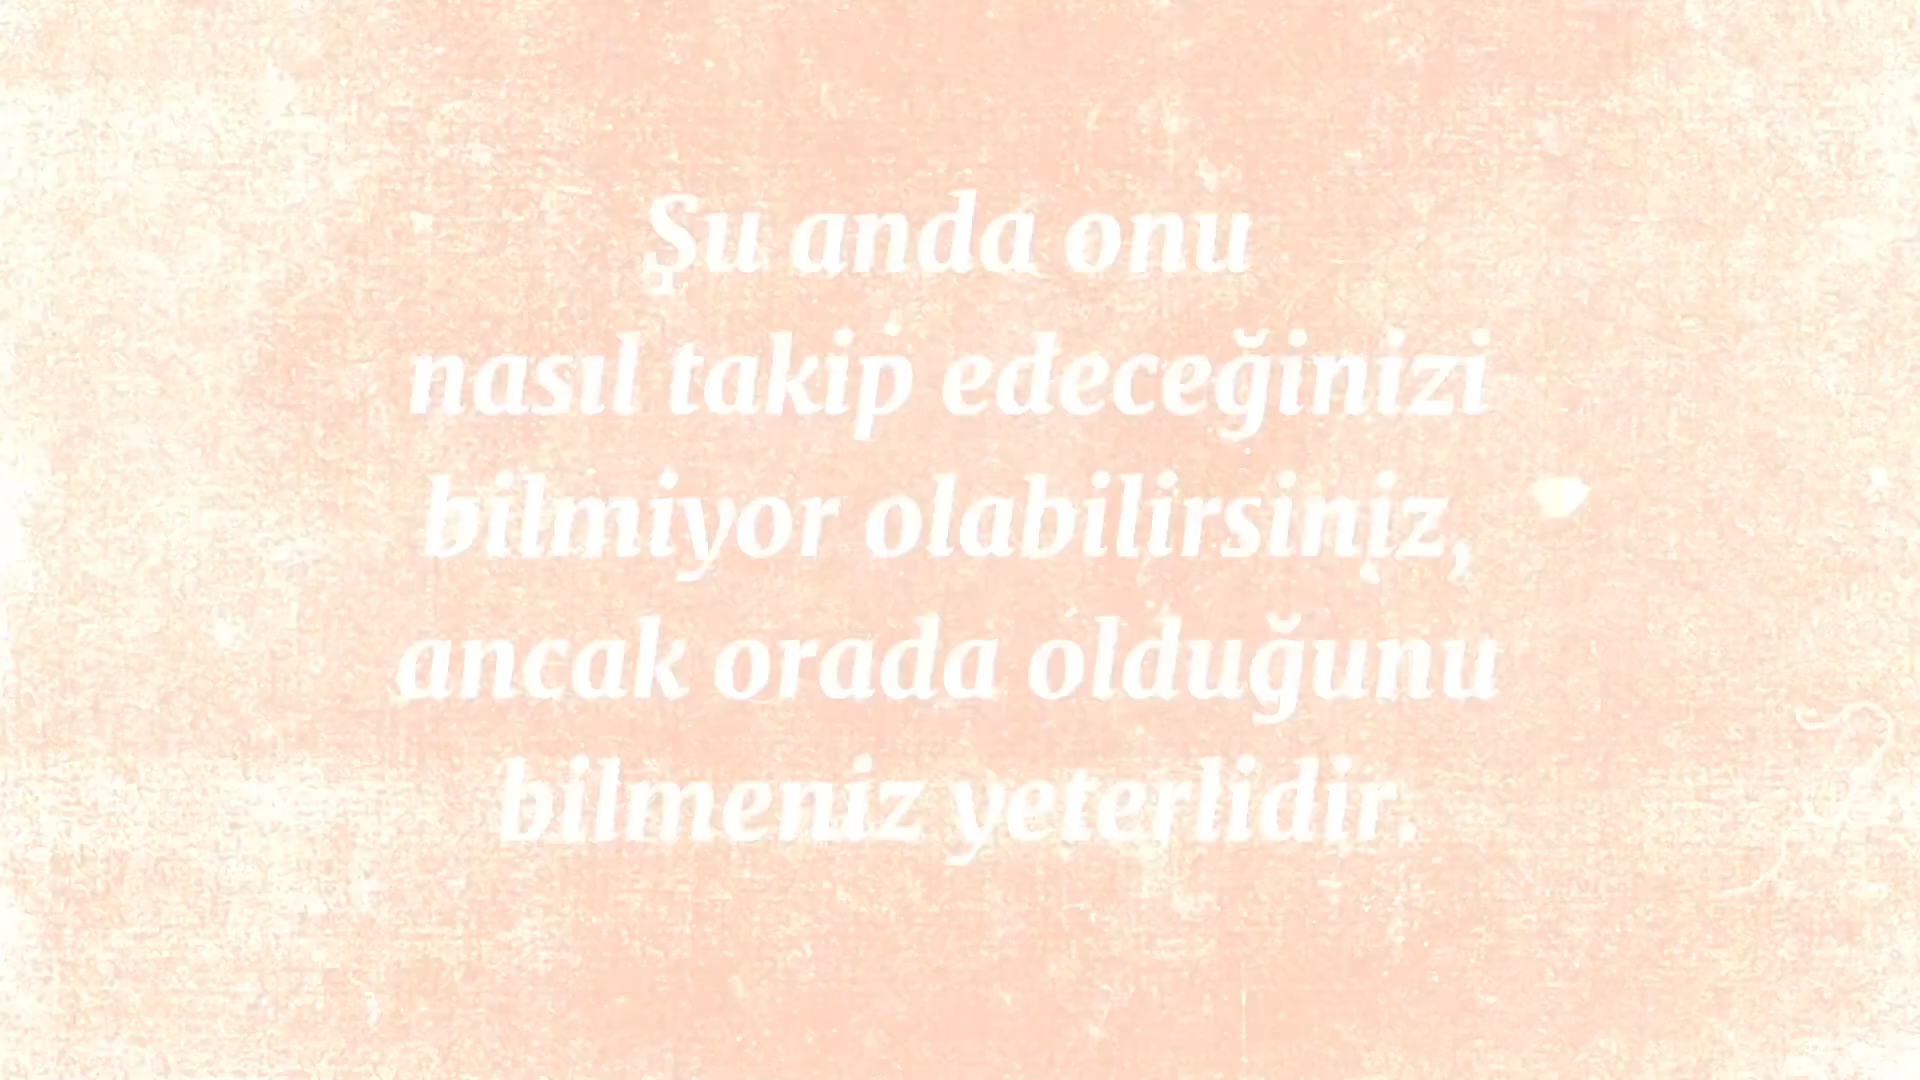 Şu anda onu
nasıl takip edeceğinizi
bilmiyor olabilirsiniz,
ancak orada olduğunu
bilmeniz yeterlidir.